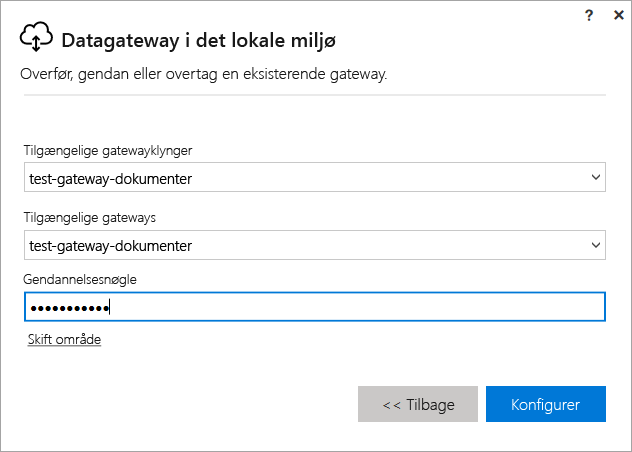 ? ×
Datagateway i det lokale miljø
Overfør, gendan eller overtag en eksisterende gateway.
Tilgængelige gatewayklynger
test-gateway-dokumenter
Tilgængelige gateways
test-gateway-dokumenter
Gendannelsesnøgle
•••••••••••
Skift område
<< Tilbage
Konfigurer